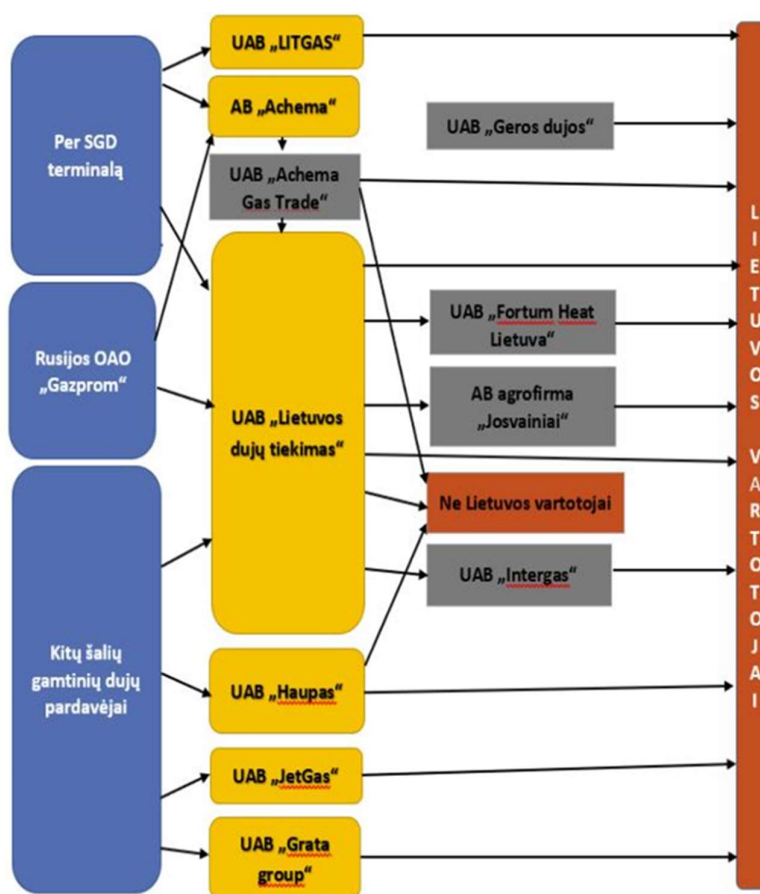 Per SGD
terminalą
Rusijos OAO
„Gazprom“
Kitų šalių
gamtinių dujų
pardavėjai
UAB „LITGAS“
AB „Achema“
UAB „Achema
Gas Trade“
UAB „Lietuvos
dujų tiekimas“
UAB „Haupas“
UAB „JetGas“
UAB „Grata
group“
UAB „Geros dujos“
UAB „Fortum Heat
Lietuva“
AB agrofirma
„Josvainiai“
Ne Lietuvos vartotojai
UAB „Intergas“
LIETUVOS VARTOTOJAI